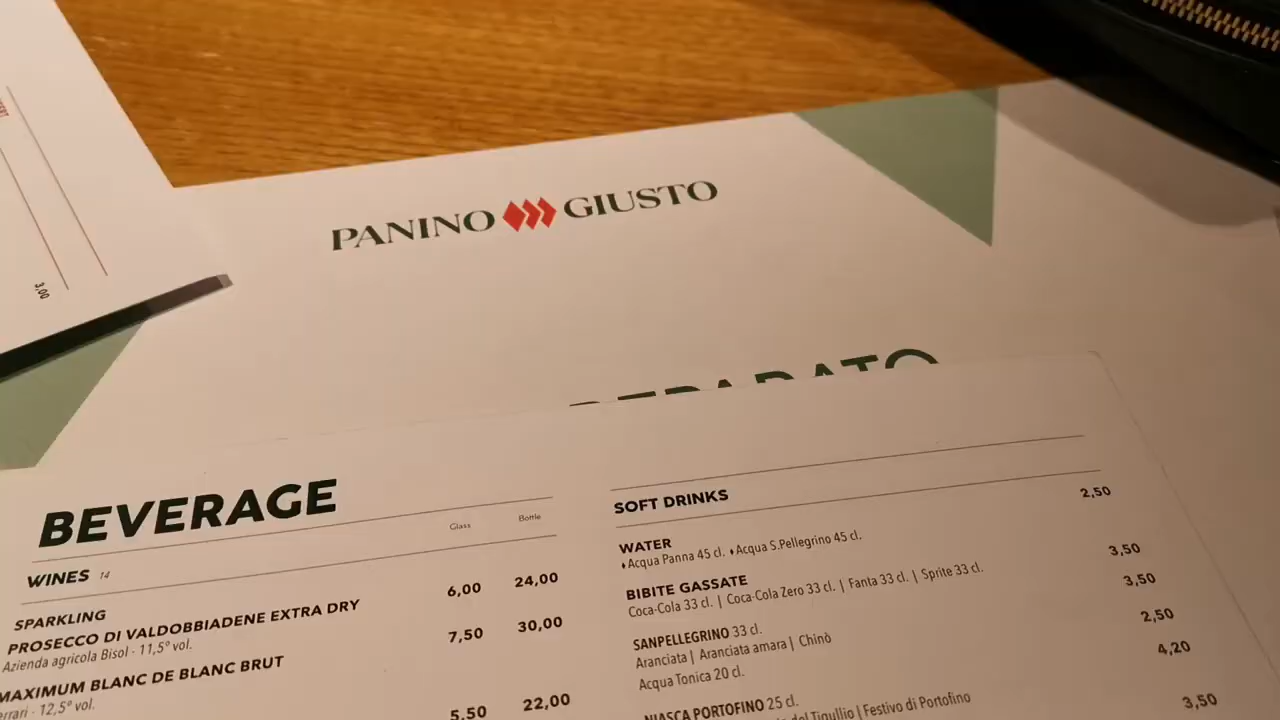 PANINO GIUSTO
3,00
BEVERAGE
Glass Bottle
WINES 14
SPARKLING
PROSECCO DI VALDOBBIADENE EXTRA DRY 6,00 24,00
Azienda agricola Bisol - 11,5° vol.
MAXIMUM BLANC DE BLANC BRUT 7,50 30,00
12,5° vol.
5,50 22,00
SOFT DRINKS
WATER 2,50
♦Acqua Panna 45 cl. ♦Acqua S.Pellegrino 45 cl.
BIBITE GASSATE 3,50
Coca-Cola 33 cl. | Coca-Cola Zero 33 cl. | Fanta 33 cl. | Sprite 33 cl.
SANPELLEGRINO 33 cl. 3,50
Aranciata | Aranciata amara | Chinò
Acqua Tonica 20 cl. 2,50
NIASCA PORTOFINO 25 cl. 4,20
del Tigullio | Festivo di Portofino
3,50